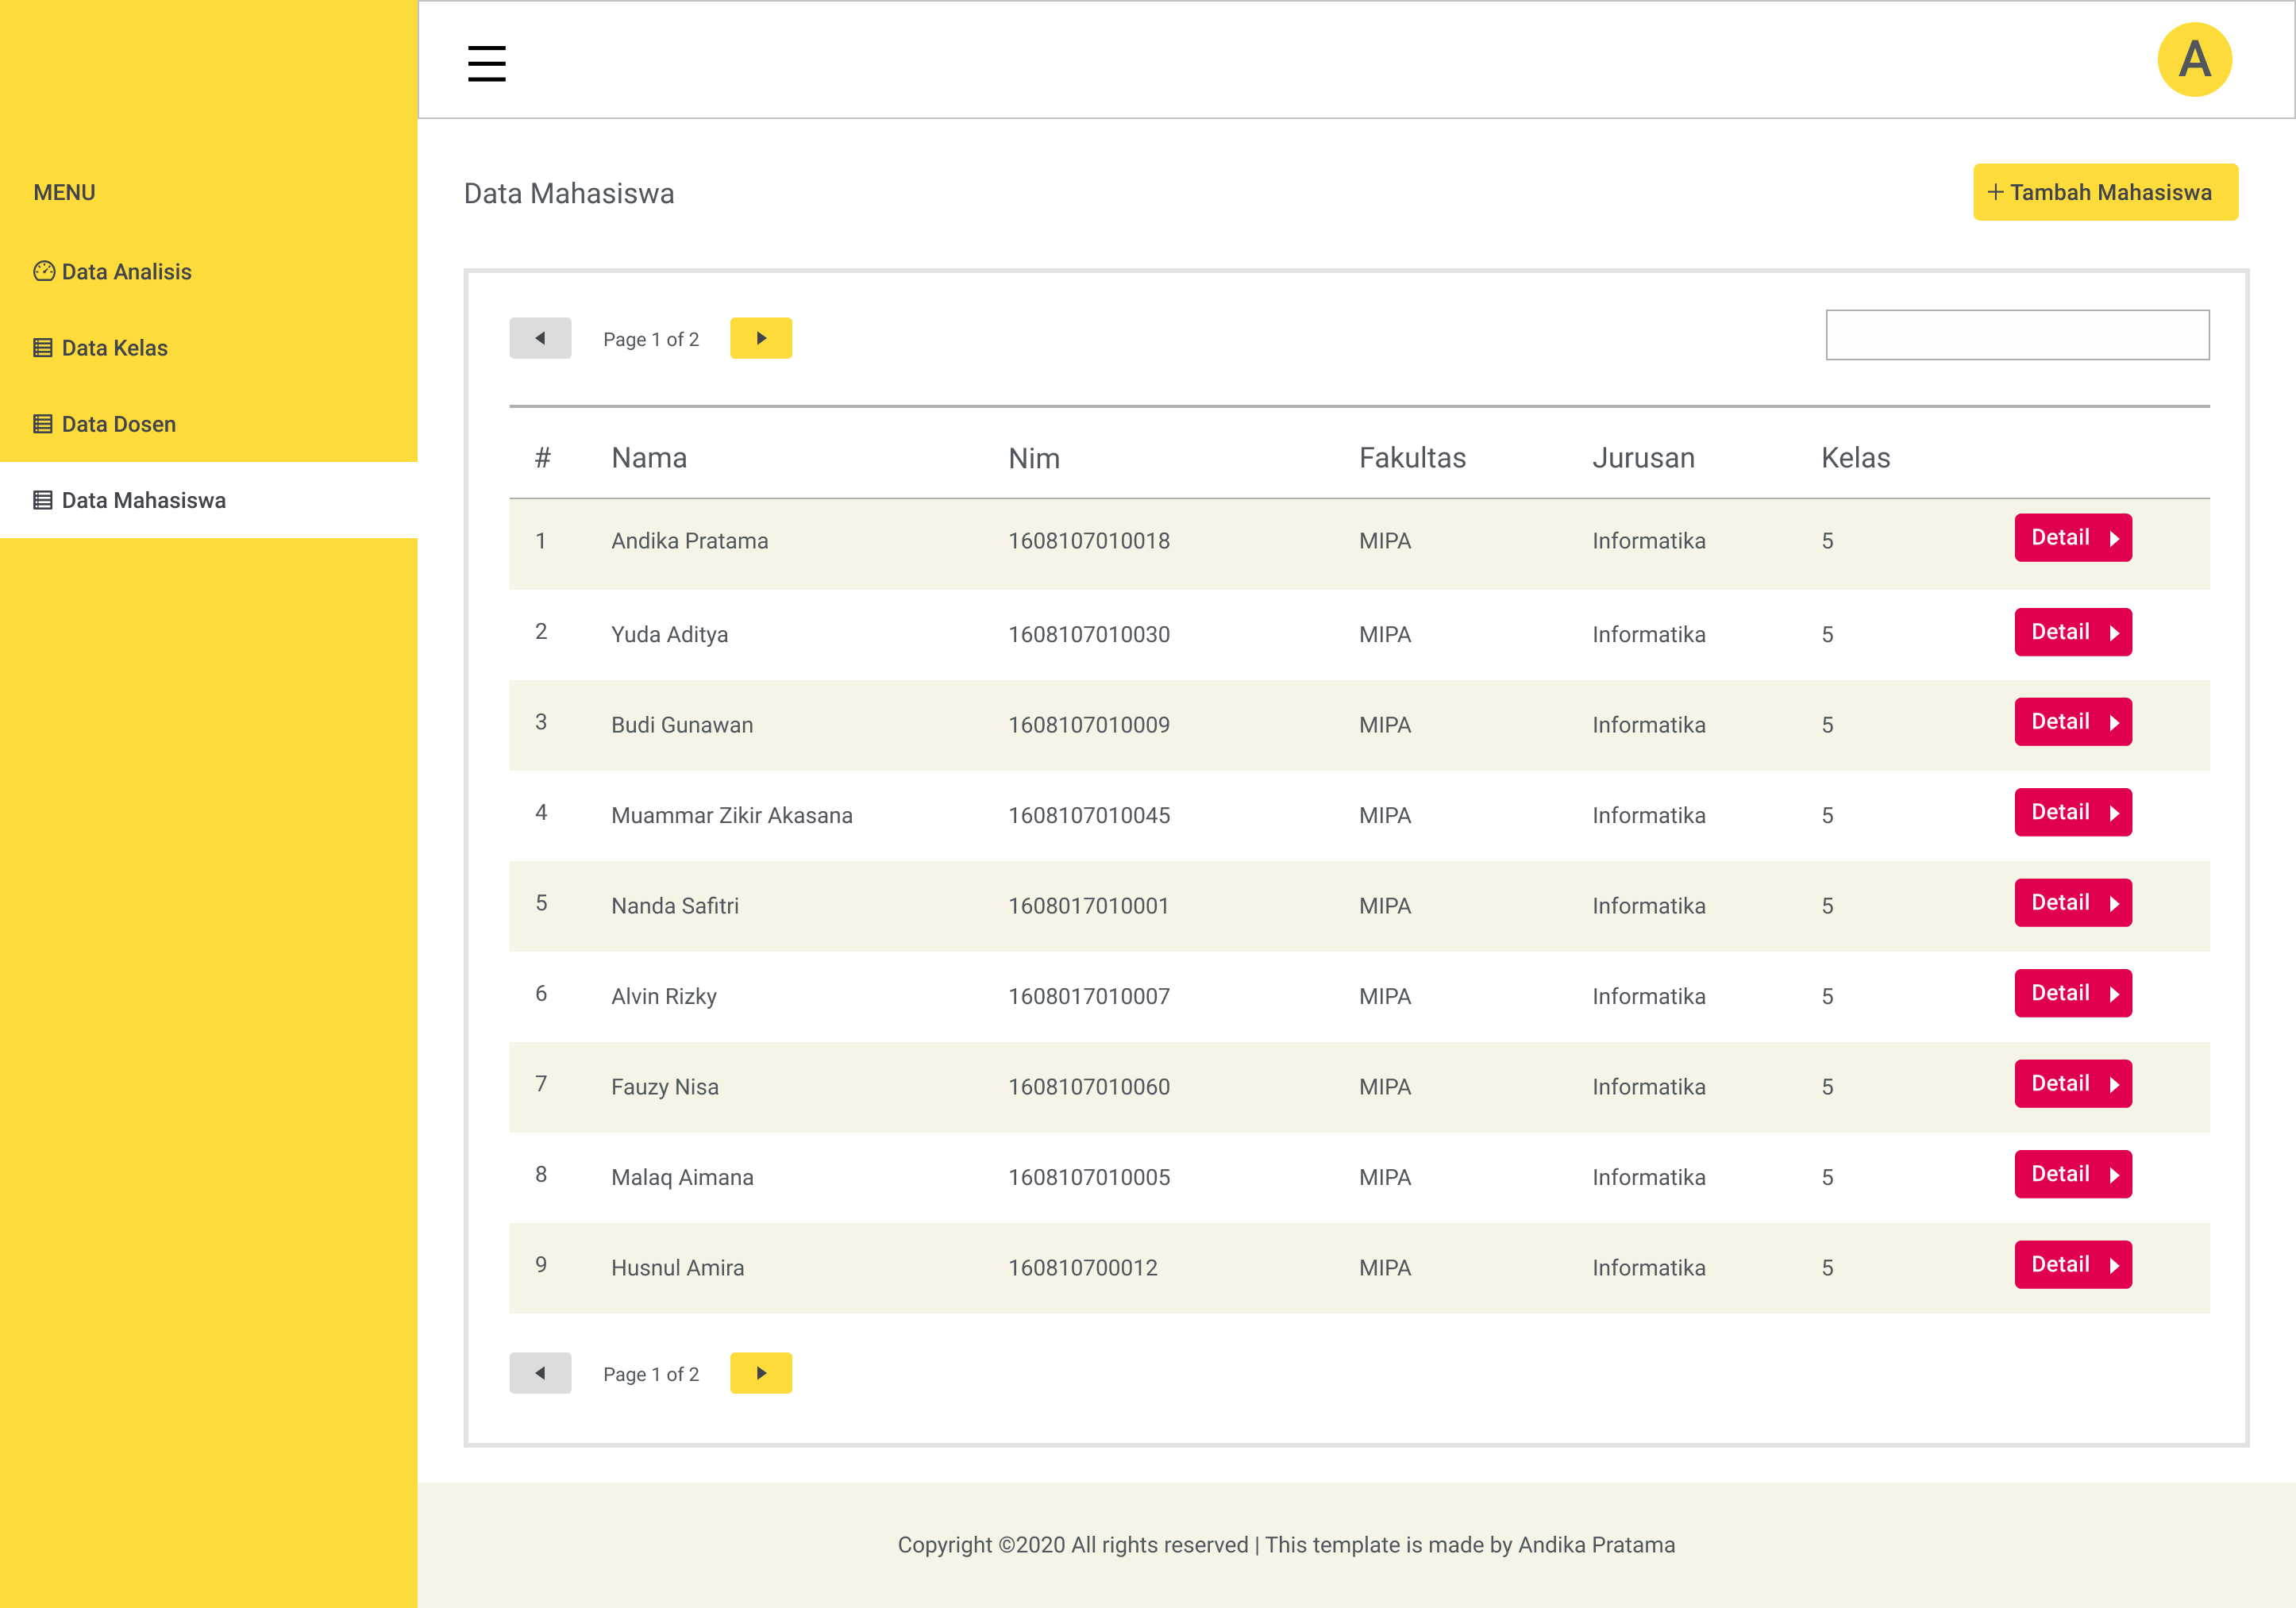 A
MENU
Data Analisis
Data Kelas
Data Dosen
Data Mahasiswa
Data Mahasiswa
+ Tambah Mahasiswa
Page 1 of 2
# Nama Nim Fakultas Jurusan Kelas
1 Andika Pratama 1608107010018 MIPA Informatika 5 Detail
2 Yuda Aditya 1608107010030 MIPA Informatika 5 Detail
3 Budi Gunawan 1608107010009 MIPA Informatika 5 Detail
4 Muammar Zikir Akasana 1608107010045 MIPA Informatika 5 Detail
5 Nanda Safitri 1608017010001 MIPA Informatika 5 Detail
6 Alvin Rizky 1608017010007 MIPA Informatika 5 Detail
7 Fauzy Nisa 1608107010060 MIPA Informatika 5 Detail
8 Malaq Aimana 1608107010005 MIPA Informatika 5 Detail
9 Husnul Amira 160810700012 MIPA Informatika 5 Detail
Page 1 of 2
Copyright ©2020 All rights reserved | This template is made by Andika Pratama